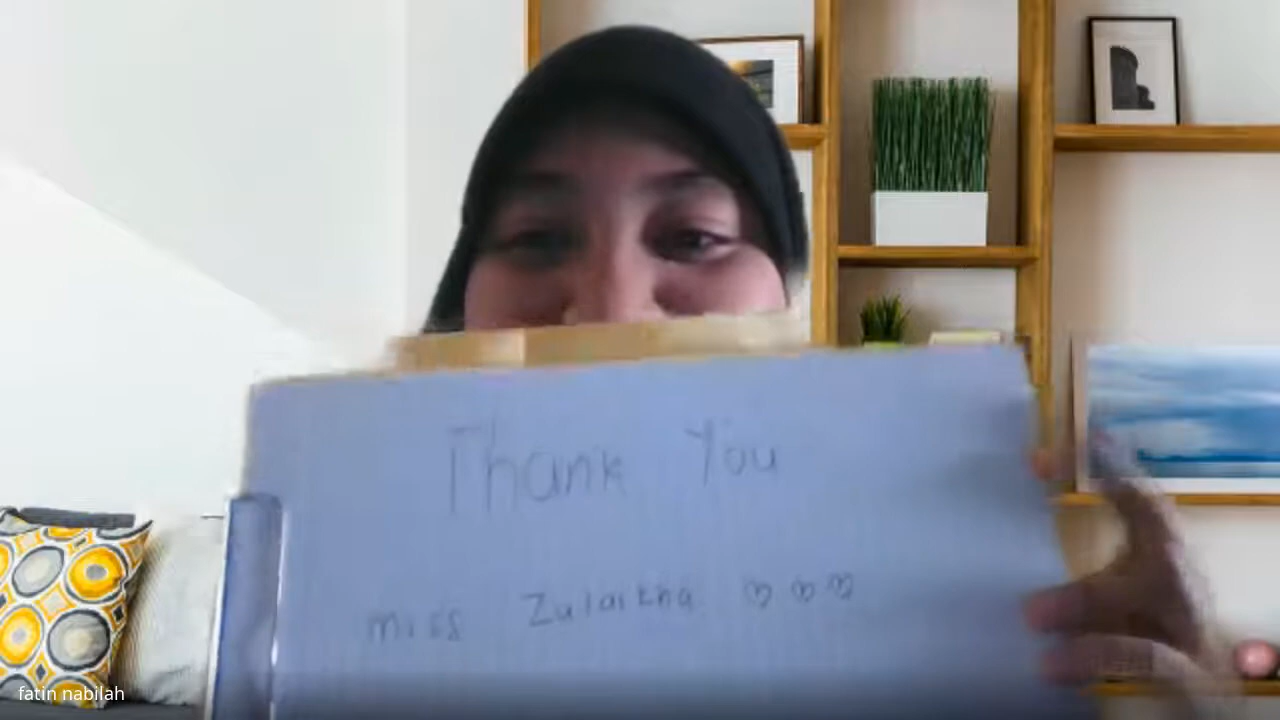 Thank You
miss Zulaikha ♡ ♡ ♡
fatin nabilah